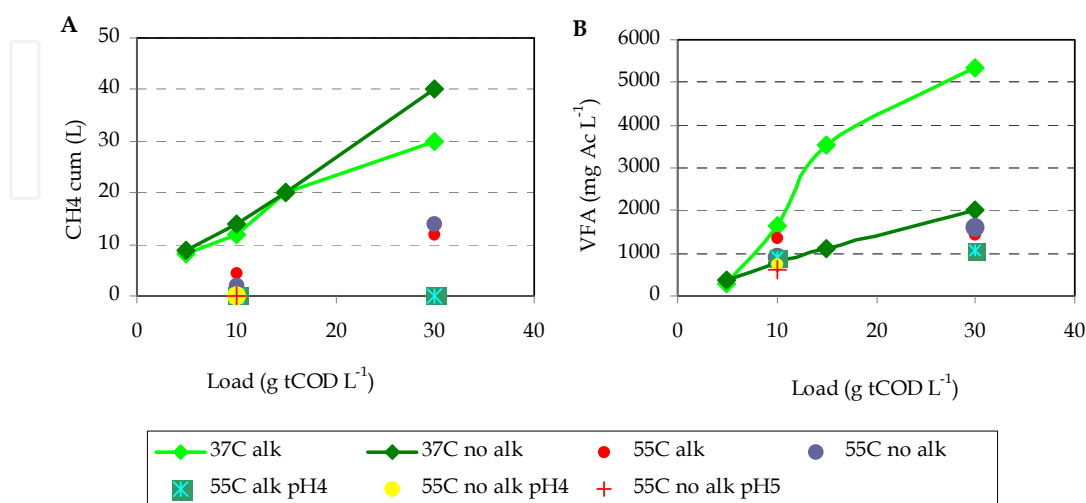 A
50
40
30
20
10
0
CH4 cum (L)
0 10 20 30 40
Load (g tCOD L⁻¹)
B
6000
5000
4000
3000
2000
1000
0
VFA (mg Ac L⁻¹)
0 10 20 30 40
Load (g tCOD L⁻¹)
37C alk 37C no alk 55C alk 55C no alk
55C alk pH4 55C no alk pH4 55C no alk pH5